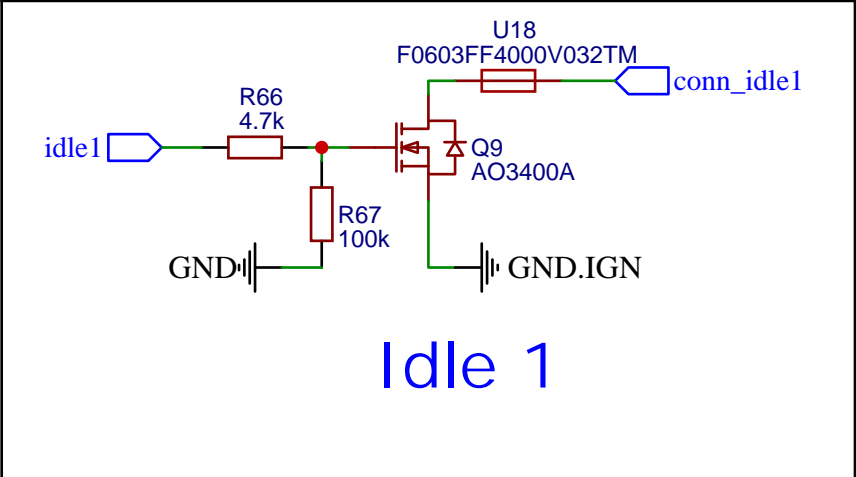 U18
F0603FF4000V032TM
conn_idle1
R66
4.7k
idle1
Q9
AO3400A
R67
100k
GND
GND.IGN
Idle 1